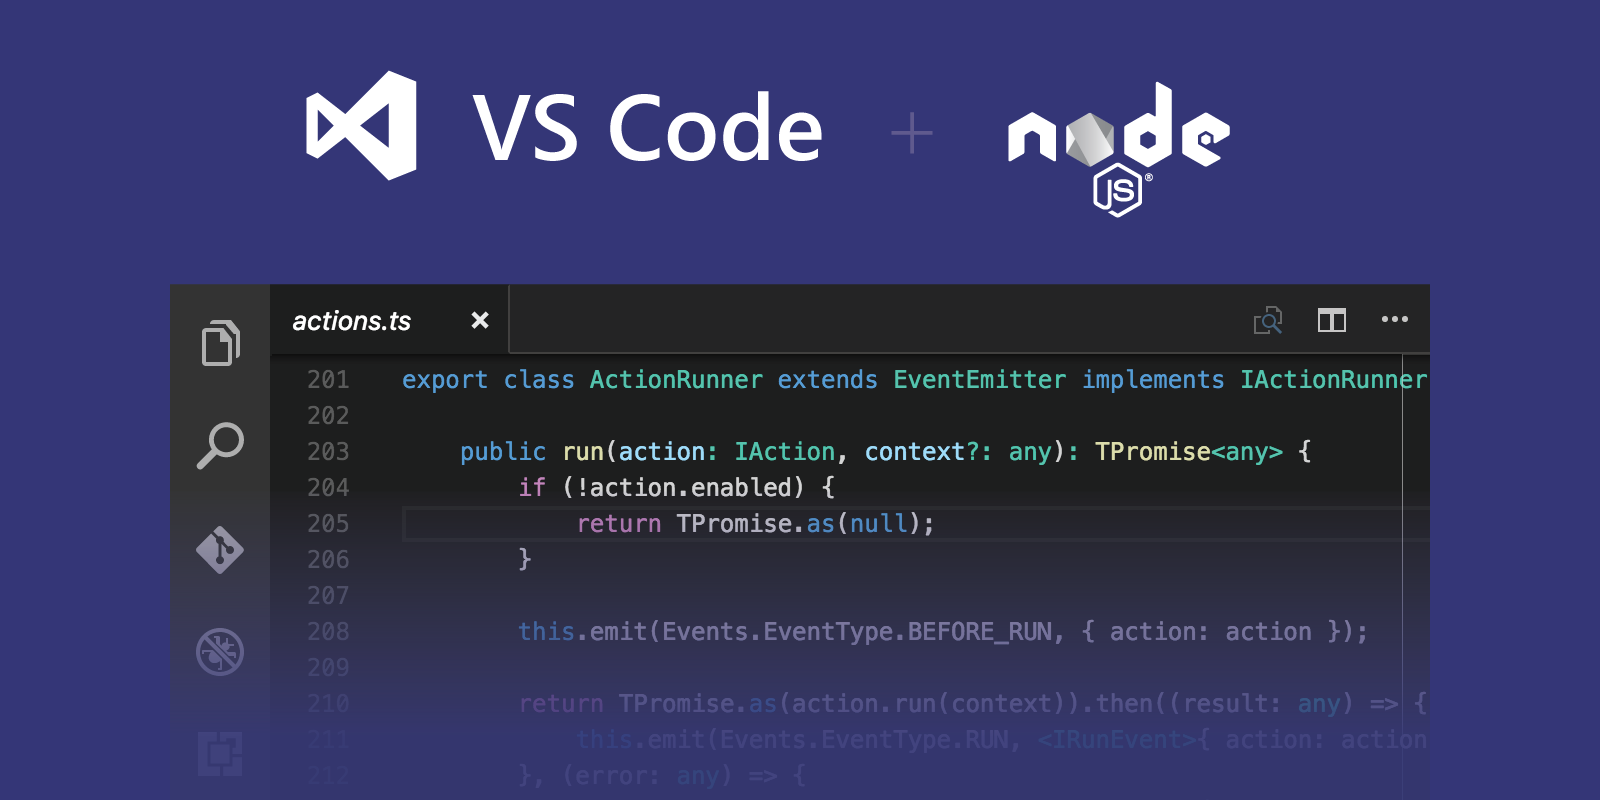 VS Code + node
JS®
actions.ts
201 export class ActionRunner extends EventEmitter implements IActionRunner
202
203 public run(action: IAction, context?: any): TPromise<any> {
204 if (!action.enabled) {
205 return TPromise.as(null);
206 }
207
208 this.emit(Events.EventType.BEFORE_RUN, { action: action });
209
210 return TPromise.as(action.run(context)).then((result: any) => {
211 this.emit(Events.EventType.RUN, <IRunEvent>{ action: action
212 }, (error: any) => {